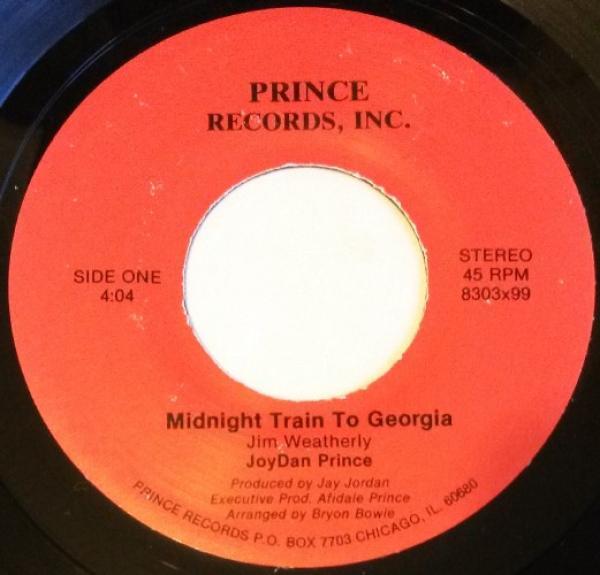 PRINCE
RECORDS, INC.
SIDE ONE
4:04
STEREO
45 RPM
8303x99
Midnight Train To Georgia
Jim Weatherly
JoyDan Prince
Produced by Jay Jordan
Executive Prod. Afidale Prince
Arranged by Bryon Bowie
PRINCE RECORDS P.O. BOX 7703 CHICAGO, IL. 60680